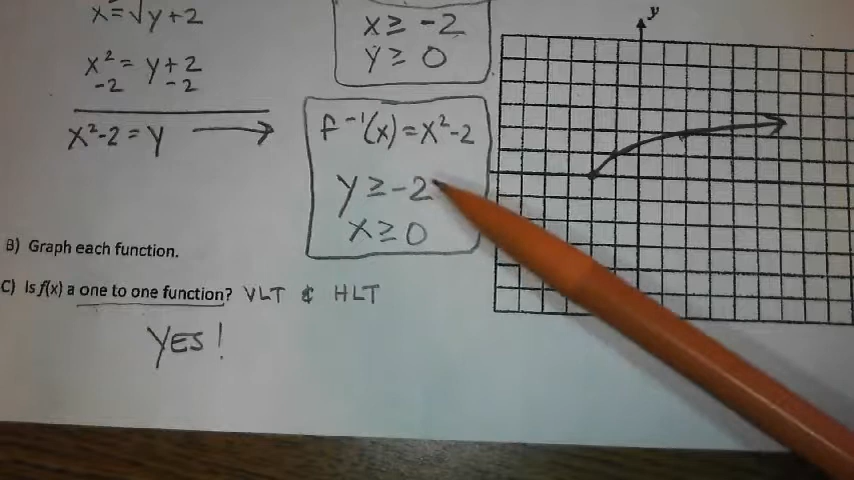 x=√y+2
x²= y+2
-2 -2
x²-2=y
x≥ -2
y≥ 0
f⁻¹(x)=x²-2
y≥-2
x≥0
y
B) Graph each function.
C) Is f(x) a one to one function? VLT & HLT
YES!